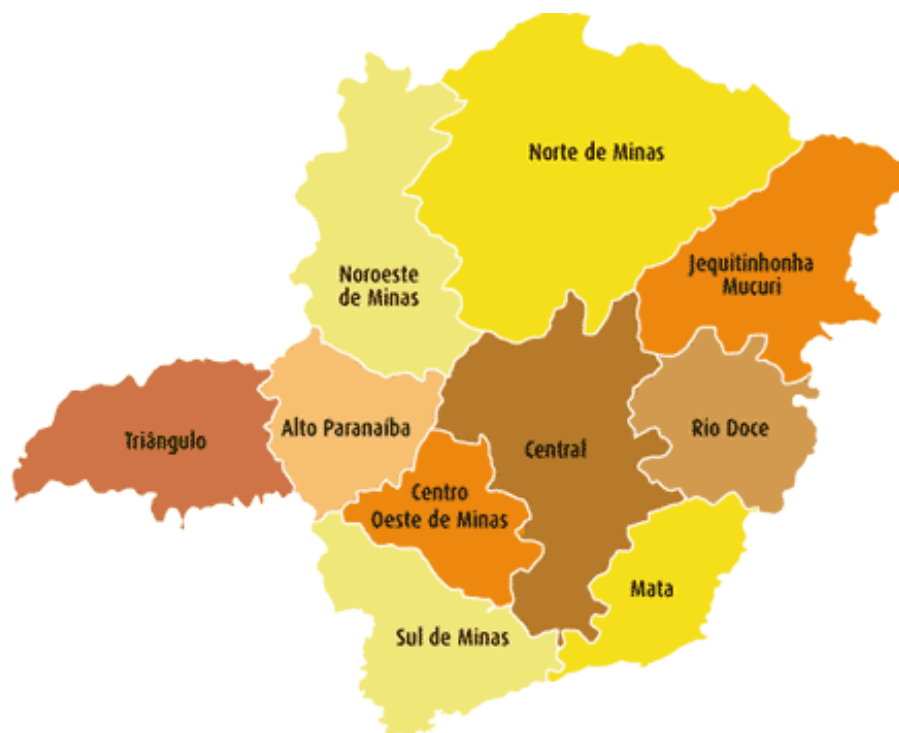 Norte de Minas
Jequitinhonha
Mucuri
Noroeste
de Minas
Triângulo
Alto Paranaíba
Central
Rio Doce
Centro
Oeste de Minas
Mata
Sul de Minas